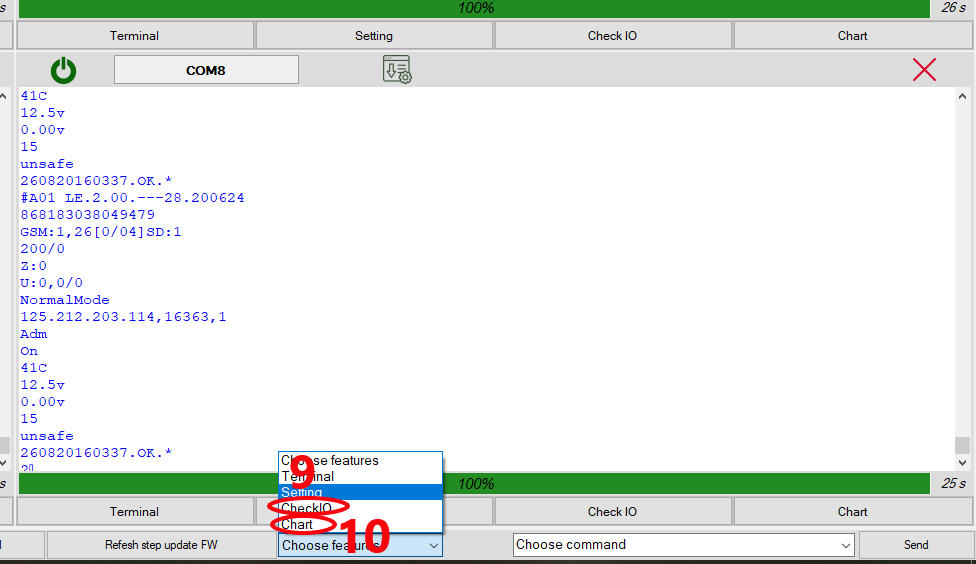 s 100% 26 s
Terminal Setting Check IO Chart
COM8
41C
12.5v
0.00v
15
unsafe
260820160337.OK.*
#A01 LE.2.00.---28.200624
868183038049479
GSM:1,26[0/04]SD:1
200/0
Z:0
U:0,0/0
NormalMode
125.212.203.114,16363,1
Adm
On
41C
12.5v
0.00v
15
unsafe
260820160337.OK.*
Choose features
9
Terminal
s 100% 25 s
Setting
CheckIO
Terminal Check IO Chart
Chart
10
Refesh step update FW Choose features Choose command Send